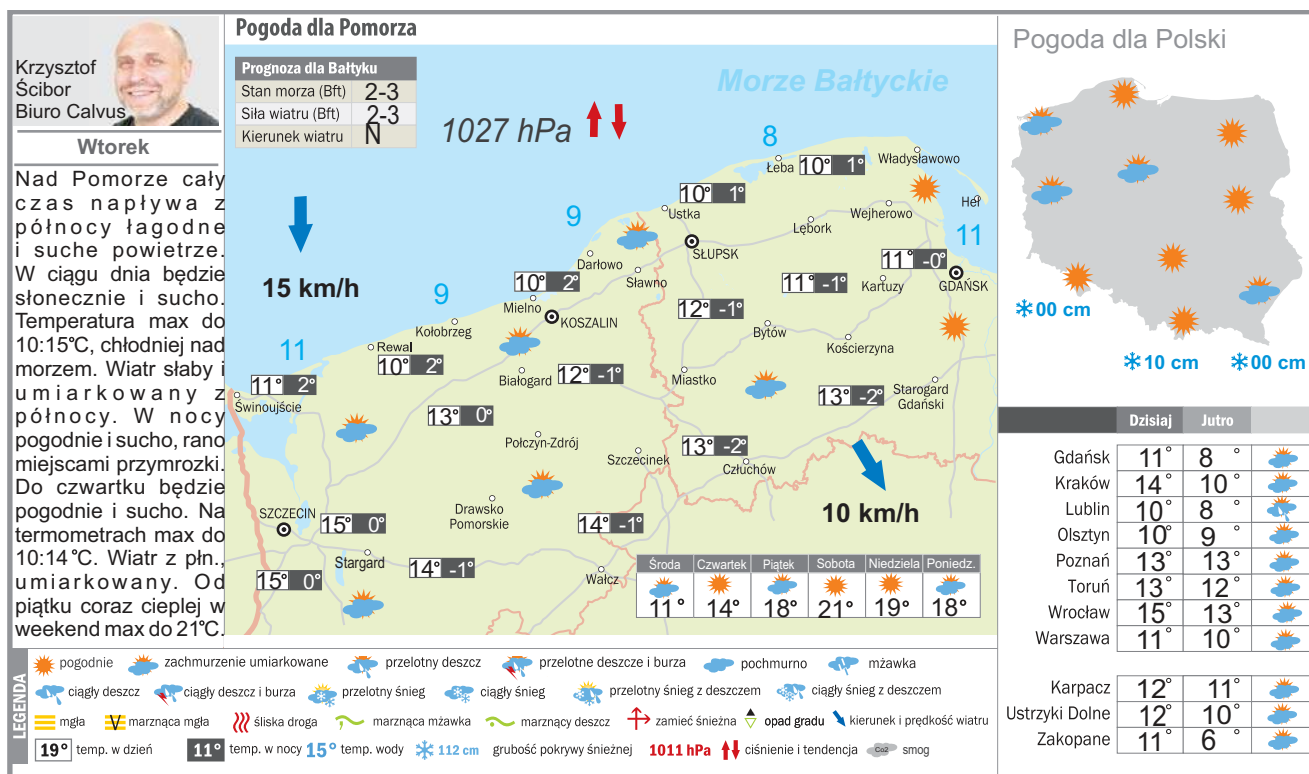 Krzysztof
Ścibor
Biuro Calvus
Wtorek
Nad Pomorze cały
czas napływa z
północy łagodne
i suche powietrze.
W ciągu dnia będzie
słonecznie i sucho.
Temperatura max do
10:15°C, chłodniej nad
morzem. Wiatr słaby i
umiarkowany z
północy. W nocy
pogodnie i sucho, rano
miejscami przymrozki.
Do czwartku będzie
pogodnie i sucho. Na
termometrach max do
10:14°C. Wiatr z płn.,
umiarkowany. Od
piątku coraz cieplej w
weekend max do 21°C.
Pogoda dla Pomorza
Prognoza dla Bałtyku
Stan morza (Bft) 2-3
Siła wiatru (Bft) 2-3
Kierunek wiatru N
Morze Bałtyckie
1027 hPa
8
Łeba 10° 1°
Władysławowo
10° 1°
Ustka
Hel
Wejherowo
Lębork
9
11
SŁUPSK
11° -0°
GDAŃSK
15 km/h
Darłowo
Sławno
10° 2°
Mielno
11° -1°
Kartuzy
9
12° -1°
KOSZALIN
Kołobrzeg
Bytów
Kościerzyna
11
Rewal
10° 2°
11° 2°
Świnoujście
Białogard
12° -1°
Miastko
Starogard
Gdański
13° -2°
13° 0°
Połczyn-Zdrój
Szczecinek
13° -2°
Człuchów
10 km/h
Drawsko
Pomorskie
SZCZECIN
15° 0°
14° -1°
Stargard
14° -1°
15° 0°
Wałcz
Środa Czwartek Piątek Sobota Niedziela Poniedz.
11° 14° 18° 21° 19° 18°
Pogoda dla Polski
00 cm
10 cm
00 cm
Dzisiaj Jutro
Gdańsk 11° 8°
Kraków 14° 10°
Lublin 10° 8°
Olsztyn 10° 9°
Poznań 13° 13°
Toruń 13° 12°
Wrocław 15° 13°
Warszawa 11° 10°
Karpacz 12° 11°
Ustrzyki Dolne 12° 10°
Zakopane 11° 6°
LEGENDA
pogodnie zachmurzenie umiarkowane przelotny deszcz przelotne deszcze i burza pochmurno mżawka
ciągły deszcz ciągły deszcz i burza przelotny śnieg ciągły śnieg przelotny śnieg z deszczem ciągły śnieg z deszczem
mgła marznąca mgła śliska droga marznąca mżawka marznący deszcz zamieć śnieżna opad gradu kierunek i prędkość wiatru
19° temp. w dzień 11° temp. w nocy 15° temp. wody 112 cm grubość pokrywy śnieżnej 1011 hPa ciśnienie i tendencja Co2 smog